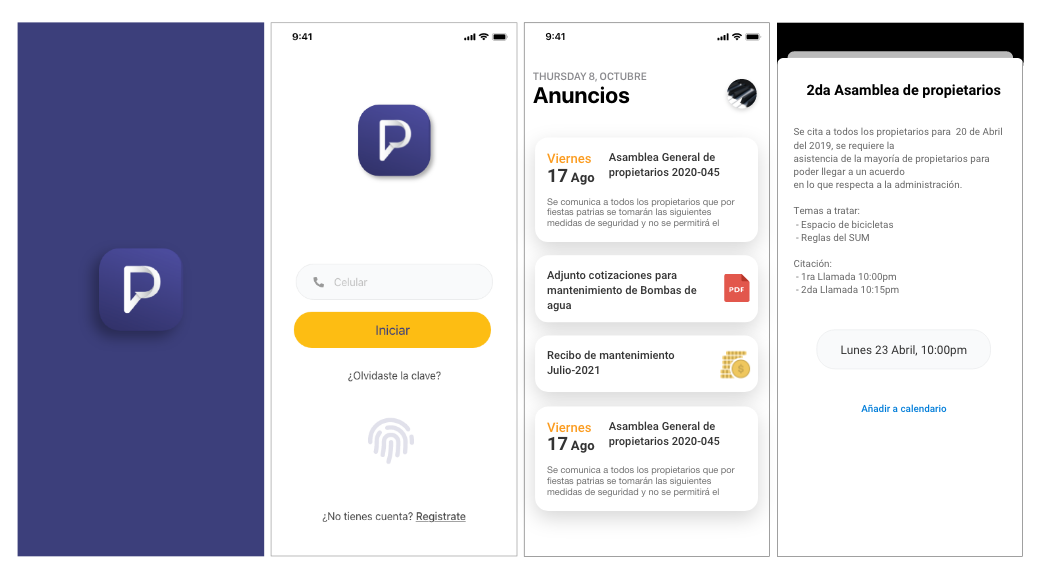 P
9:41
P
Celular
Iniciar
¿Olvidaste la clave?
¿No tienes cuenta? Registrate
9:41
THURSDAY 8, OCTUBRE
Anuncios
Viernes
17 Ago
Asamblea General de
propietarios 2020-045
Se comunica a todos los propietarios que por
fiestas patrias se tomarán las siguientes
medidas de seguridad y no se permitirá el
Adjunto cotizaciones para
mantenimiento de Bombas de
agua
PDF
Recibo de mantenimiento
Julio-2021
$
Viernes
17 Ago
Asamblea General de
propietarios 2020-045
Se comunica a todos los propietarios que por
fiestas patrias se tomarán las siguientes
medidas de seguridad y no se permitirá el
2da Asamblea de propietarios
Se cita a todos los propietarios para  20 de Abril
del 2019, se requiere la
asistencia de la mayoría de propietarios para
poder llegar a un acuerdo
en lo que respecta a la administración.
Temas a tratar:
- Espacio de bicicletas
- Reglas del SUM
Citación:
- 1ra Llamada 10:00pm
- 2da Llamada 10:15pm
Lunes 23 Abril, 10:00pm
Añadir a calendario